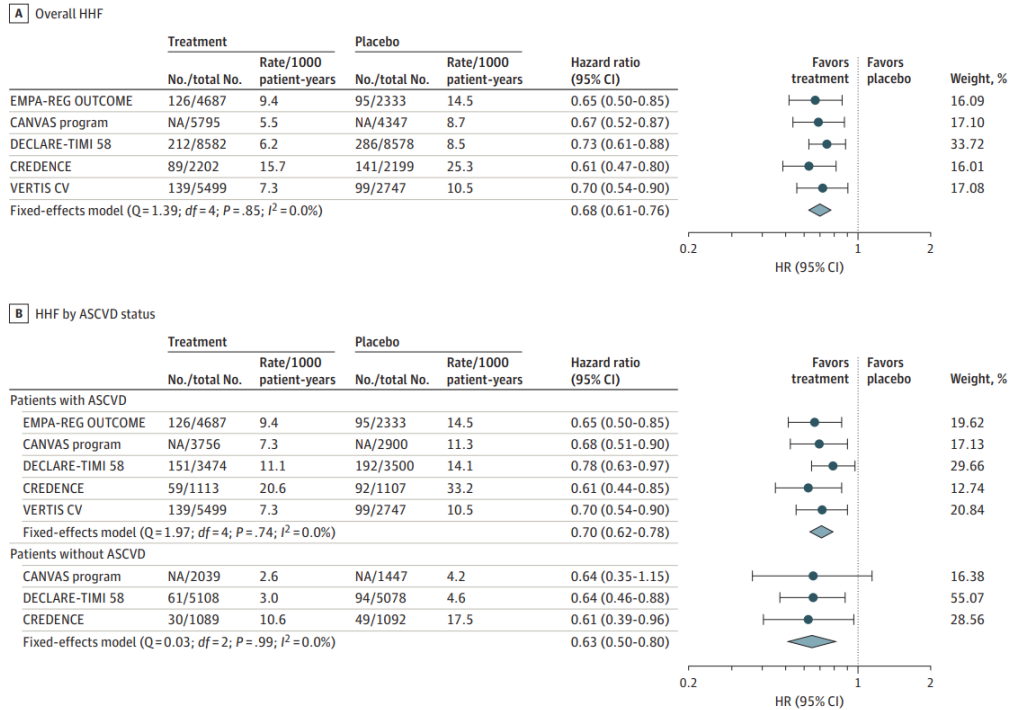 A Overall HHF
Treatment Placebo
No./total No. Rate/1000 patient-years No./total No. Rate/1000 patient-years Hazard ratio (95% CI) Favors treatment Favors placebo Weight, %
EMPA-REG OUTCOME 126/4687 9.4 95/2333 14.5 0.65 (0.50-0.85) 16.09
CANVAS program NA/5795 5.5 NA/4347 8.7 0.67 (0.52-0.87) 17.10
DECLARE-TIMI 58 212/8582 6.2 286/8578 8.5 0.73 (0.61-0.88) 33.72
CREDENCE 89/2202 15.7 141/2199 25.3 0.61 (0.47-0.80) 16.01
VERTIS CV 139/5499 7.3 99/2747 10.5 0.70 (0.54-0.90) 17.08
Fixed-effects model (Q = 1.39; df = 4; P = .85; I² = 0.0%) 0.68 (0.61-0.76)
0.2 1 2
HR (95% CI)
B HHF by ASCVD status
Treatment Placebo
No./total No. Rate/1000 patient-years No./total No. Rate/1000 patient-years Hazard ratio (95% CI) Favors treatment Favors placebo Weight, %
Patients with ASCVD
EMPA-REG OUTCOME 126/4687 9.4 95/2333 14.5 0.65 (0.50-0.85) 19.62
CANVAS program NA/3756 7.3 NA/2900 11.3 0.68 (0.51-0.90) 17.13
DECLARE-TIMI 58 151/3474 11.1 192/3500 14.1 0.78 (0.63-0.97) 29.66
CREDENCE 59/1113 20.6 92/1107 33.2 0.61 (0.44-0.85) 12.74
VERTIS CV 139/5499 7.3 99/2747 10.5 0.70 (0.54-0.90) 20.84
Fixed-effects model (Q = 1.97; df = 4; P = .74; I² = 0.0%) 0.70 (0.62-0.78)
Patients without ASCVD
CANVAS program NA/2039 2.6 NA/1447 4.2 0.64 (0.35-1.15) 16.38
DECLARE-TIMI 58 61/5108 3.0 94/5078 4.6 0.64 (0.46-0.88) 55.07
CREDENCE 30/1089 10.6 49/1092 17.5 0.61 (0.39-0.96) 28.56
Fixed-effects model (Q = 0.03; df = 2; P = .99; I² = 0.0%) 0.63 (0.50-0.80)
0.2 1 2
HR (95% CI)